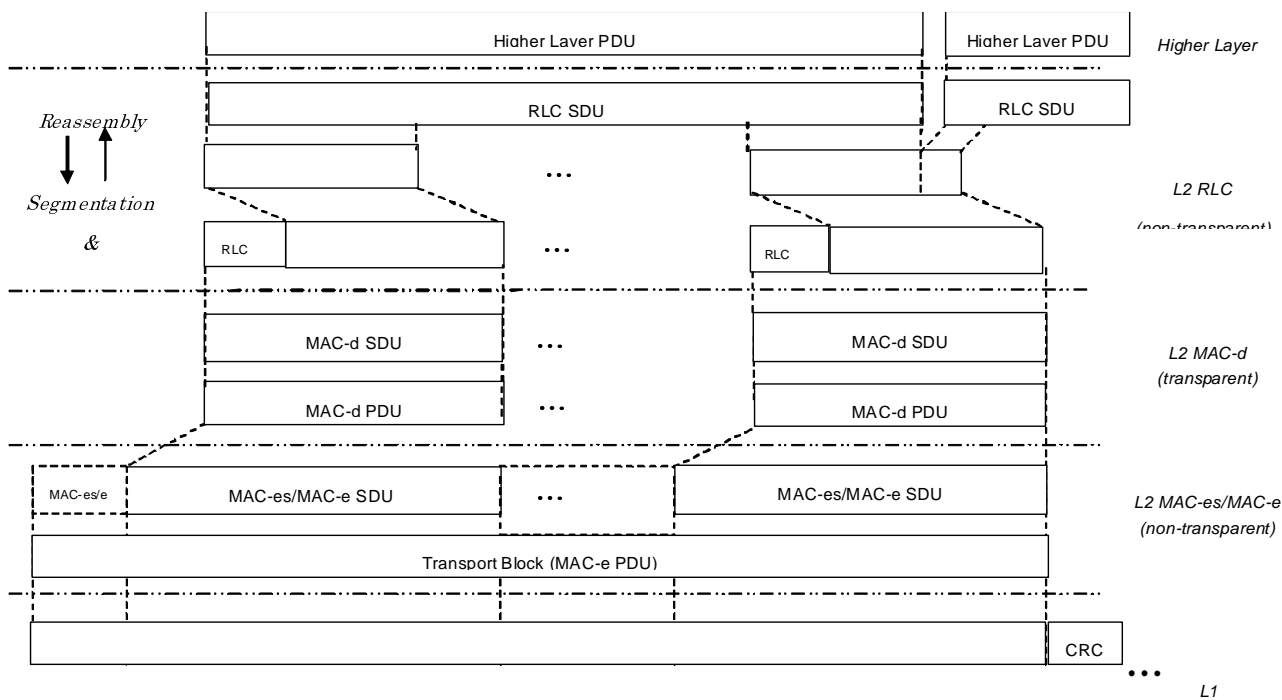 Higher Layer PDU
Higher Layer PDU
Higher Layer
RLC SDU
RLC SDU
Reassembly
Segmentation
&
...
L2 RLC
(non-transparent)
RLC
...
RLC
MAC-d SDU
...
MAC-d SDU
L2 MAC-d
(transparent)
MAC-d PDU
...
MAC-d PDU
MAC-es/e
MAC-es/MAC-e SDU
...
MAC-es/MAC-e SDU
L2 MAC-es/MAC-e
(non-transparent)
Transport Block (MAC-e PDU)
CRC
...
L1